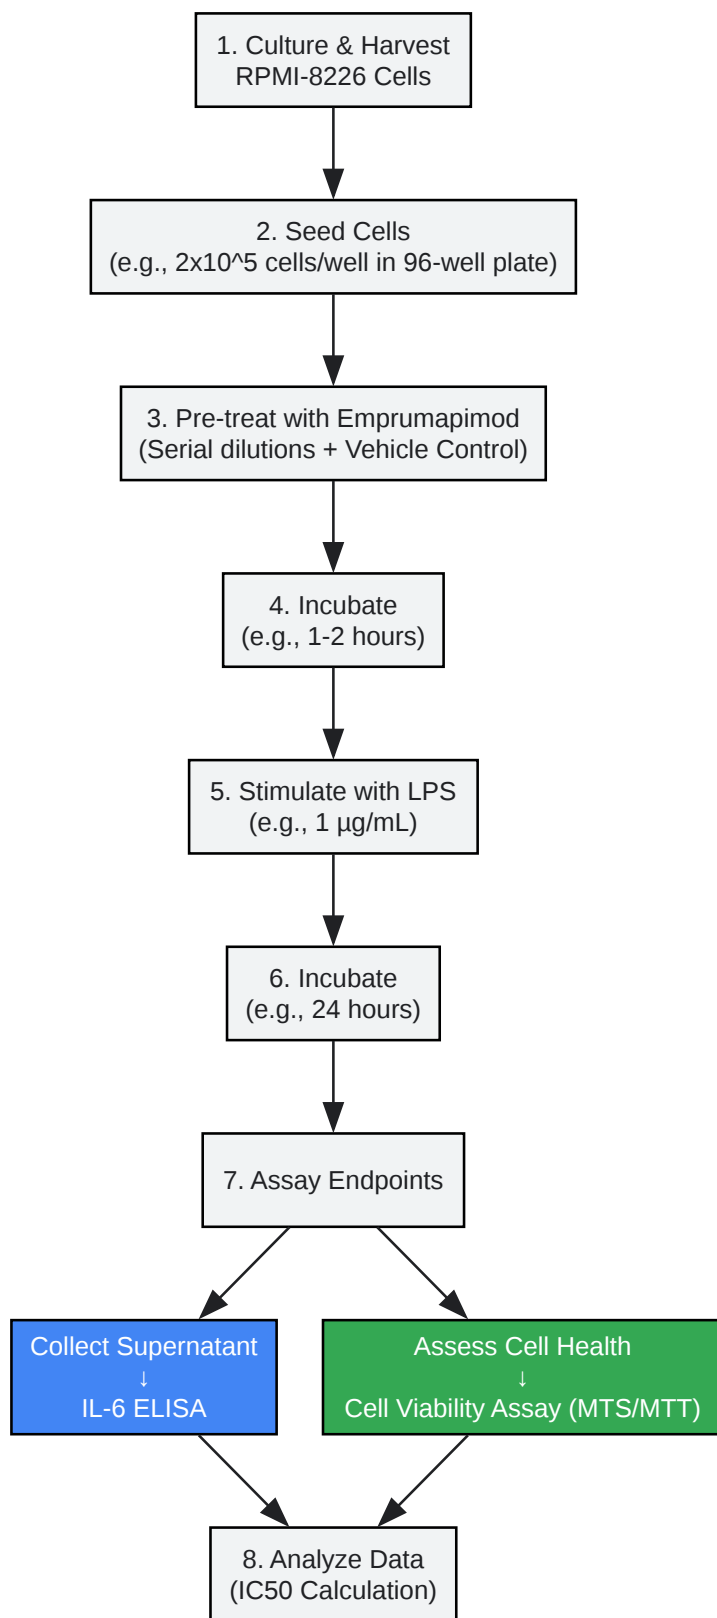 1. Culture & Harvest
RPMI-8226 Cells
2. Seed Cells
(e.g., 2x10^5 cells/well in 96-well plate)
3. Pre-treat with Emprumapimod
(Serial dilutions + Vehicle Control)
4. Incubate
(e.g., 1-2 hours)
5. Stimulate with LPS
(e.g., 1 µg/mL)
6. Incubate
(e.g., 24 hours)
7. Assay Endpoints
Collect Supernatant
↓
IL-6 ELISA
Assess Cell Health
↓
Cell Viability Assay (MTS/MTT)
8. Analyze Data
(IC50 Calculation)